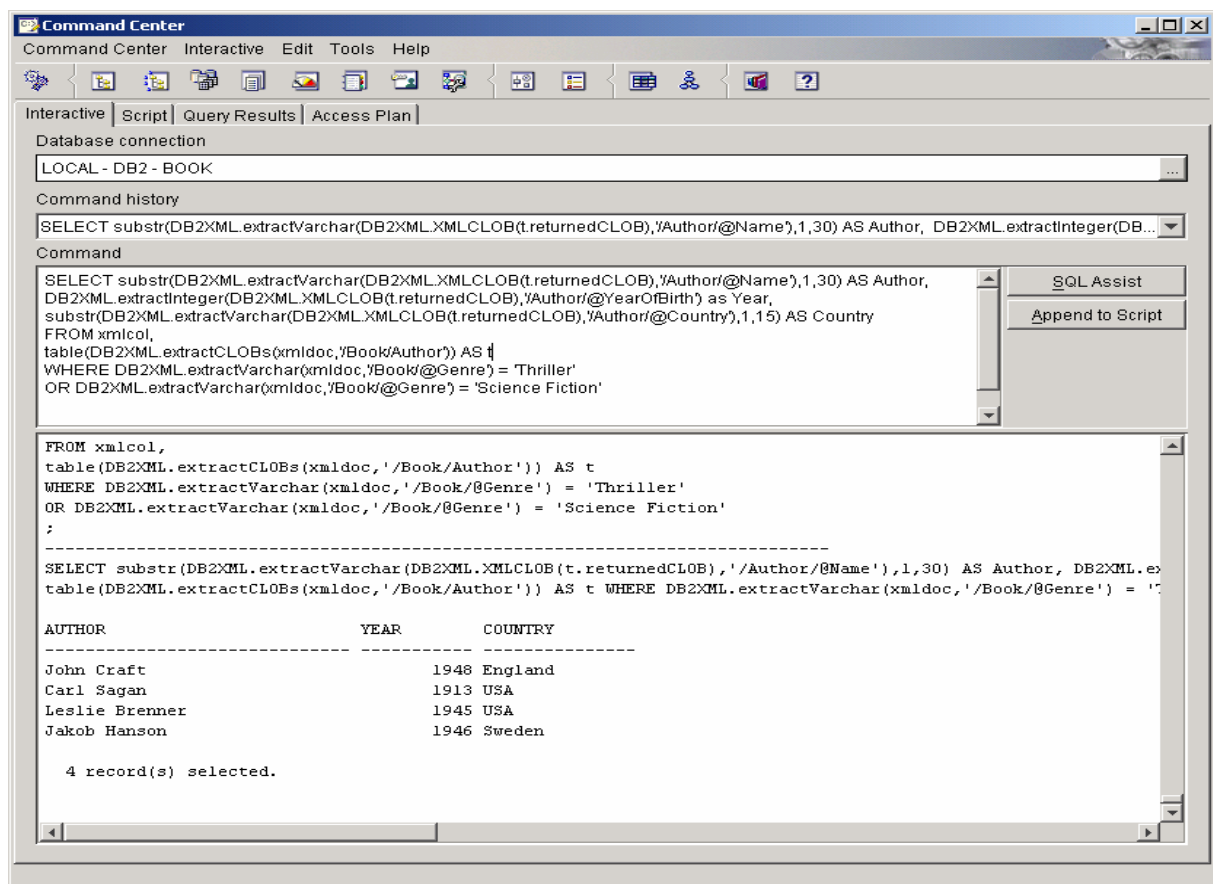 Command Center
Command Center Interactive Edit Tools Help
Interactive Script Query Results Access Plan
Database connection
LOCAL - DB2 - BOOK ...
Command history
SELECT substr(DB2XML.extractVarchar(DB2XML.XMLCLOB(t.returnedCLOB),'/Author/@Name'),1,30) AS Author, DB2XML.extractInteger(DB...
Command
SELECT substr(DB2XML.extractVarchar(DB2XML.XMLCLOB(t.returnedCLOB),'/Author/@Name'),1,30) AS Author,
DB2XML.extractInteger(DB2XML.XMLCLOB(t.returnedCLOB),'/Author/@YearOfBirth') as Year,
substr(DB2XML.extractVarchar(DB2XML.XMLCLOB(t.returnedCLOB),'/Author/@Country'),1,15) AS Country
FROM xmlcol,
table(DB2XML.extractCLOBs(xmldoc,'/Book/Author')) AS t
WHERE DB2XML.extractVarchar(xmldoc,'/Book/@Genre') = 'Thriller'
OR DB2XML.extractVarchar(xmldoc,'/Book/@Genre') = 'Science Fiction'
SQL Assist
Append to Script
FROM xmlcol,
table(DB2XML.extractCLOBs(xmldoc,'/Book/Author')) AS t
WHERE DB2XML.extractVarchar(xmldoc,'/Book/@Genre') = 'Thriller'
OR DB2XML.extractVarchar(xmldoc,'/Book/@Genre') = 'Science Fiction'
;
------------------------------------------------------------------------------
SELECT substr(DB2XML.extractVarchar(DB2XML.XMLCLOB(t.returnedCLOB),'/Author/@Name'),1,30) AS Author, DB2XML.ex
table(DB2XML.extractCLOBs(xmldoc,'/Book/Author')) AS t WHERE DB2XML.extractVarchar(xmldoc,'/Book/@Genre') = 'T
AUTHOR YEAR COUNTRY
------------------------------ ----------- ---------------
John Craft 1948 England
Carl Sagan 1913 USA
Leslie Brenner 1945 USA
Jakob Hanson 1946 Sweden
4 record(s) selected.